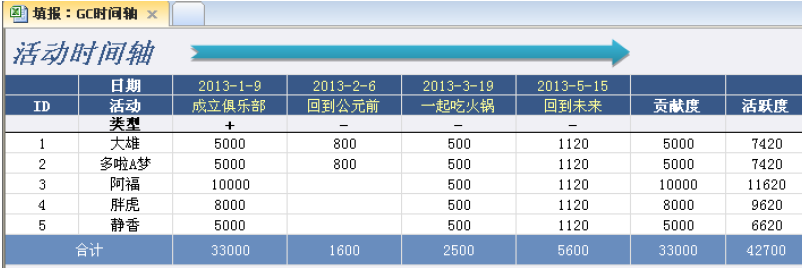 填报：GC时间轴
活动时间轴
日期 2013-1-9 2013-2-6 2013-3-19 2013-5-15
ID 活动 成立俱乐部 回到公元前 一起吃火锅 回到未来 贡献度 活跃度
类型 + − − −
1 大雄 5000 800 500 1120 5000 7420
2 多啦A梦 5000 800 500 1120 5000 7420
3 阿福 10000 500 1120 10000 11620
4 胖虎 8000 500 1120 8000 9620
5 静香 5000 500 1120 5000 6620
合计 33000 1600 2500 5600 33000 42700